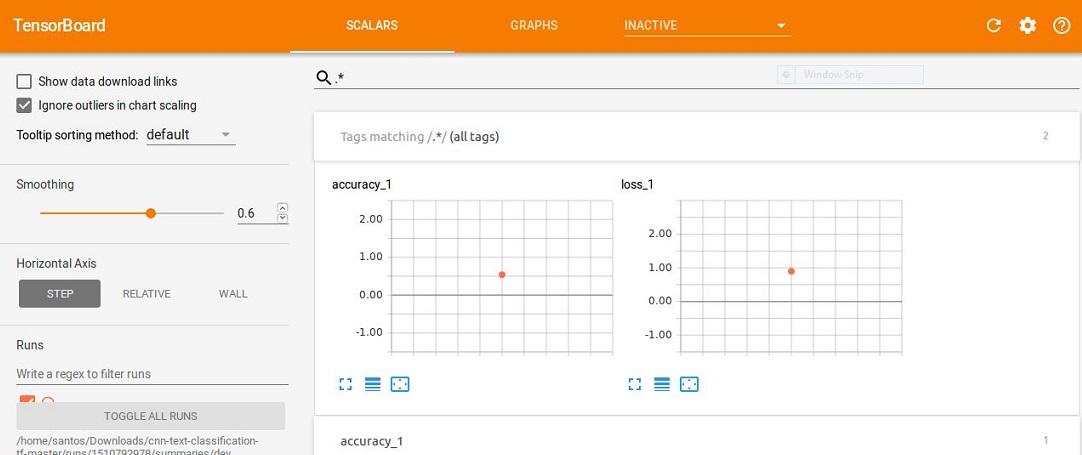 TensorBoard
SCALARS
GRAPHS
INACTIVE
Show data download links
Ignore outliers in chart scaling
Tooltip sorting method: default
Smoothing
0.6
Horizontal Axis
STEP
RELATIVE
WALL
Runs
Write a regex to filter runs
TOGGLE ALL RUNS
/home/santos/Downloads/cnn-text-classification-
tf-master/runs/1510792978/summaries/dev
.*
Window Snip
Tags matching /.*/ (all tags)
2
accuracy_1
2.00
1.00
0.00
-1.00
loss_1
2.00
1.00
0.00
-1.00
accuracy_1
1